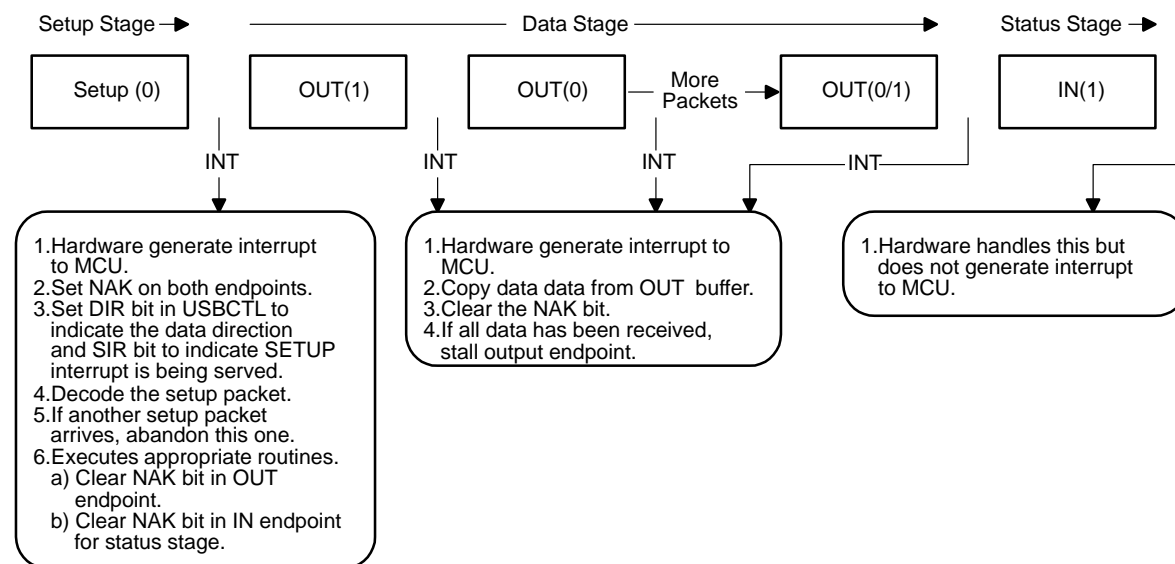 Setup Stage
Data Stage
Status Stage
Setup (0)
OUT(1)
OUT(0)
More
Packets
OUT(0/1)
IN(1)
INT
INT
INT
INT
1.Hardware generate interrupt
to MCU.
2.Set NAK on both endpoints.
3.Set DIR bit in USBCTL to
indicate the data direction
and SIR bit to indicate SETUP
interrupt is being served.
4.Decode the setup packet.
5.If another setup packet
arrives, abandon this one.
6.Executes appropriate routines.
a) Clear NAK bit in OUT
endpoint.
b) Clear NAK bit in IN endpoint
for status stage.
1.Hardware generate interrupt to
MCU.
2.Copy data data from OUT buffer.
3.Clear the NAK bit.
4.If all data has been received,
stall output endpoint.
1.Hardware handles this but
does not generate interrupt
to MCU.